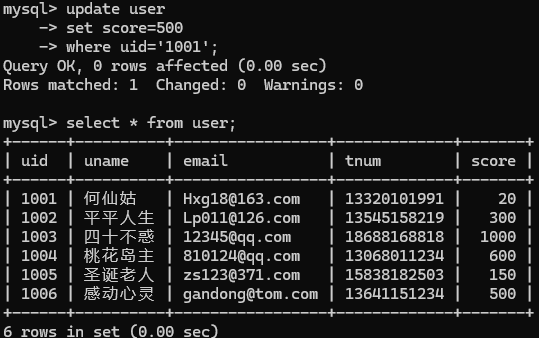 mysql> update user
    -> set score=500
    -> where uid='1001';
Query OK, 0 rows affected (0.00 sec)
Rows matched: 1  Changed: 0  Warnings: 0

mysql> select * from user;
+------+----------+-----------------+-------------+-------+
| uid  | uname    | email           | tnum        | score |
+------+----------+-----------------+-------------+-------+
| 1001 | 何仙姑   | Hxg18@163.com   | 13320101991 |    20 |
| 1002 | 平平人生 | Lp011@126.com   | 13545158219 |   300 |
| 1003 | 四十不惑 | 12345@qq.com    | 18688168818 |  1000 |
| 1004 | 桃花岛主 | 810124@qq.com   | 13068011234 |   600 |
| 1005 | 圣诞老人 | zs123@371.com   | 15838182503 |   150 |
| 1006 | 感动心灵 | gandong@tom.com | 13641151234 |   500 |
+------+----------+-----------------+-------------+-------+
6 rows in set (0.00 sec)